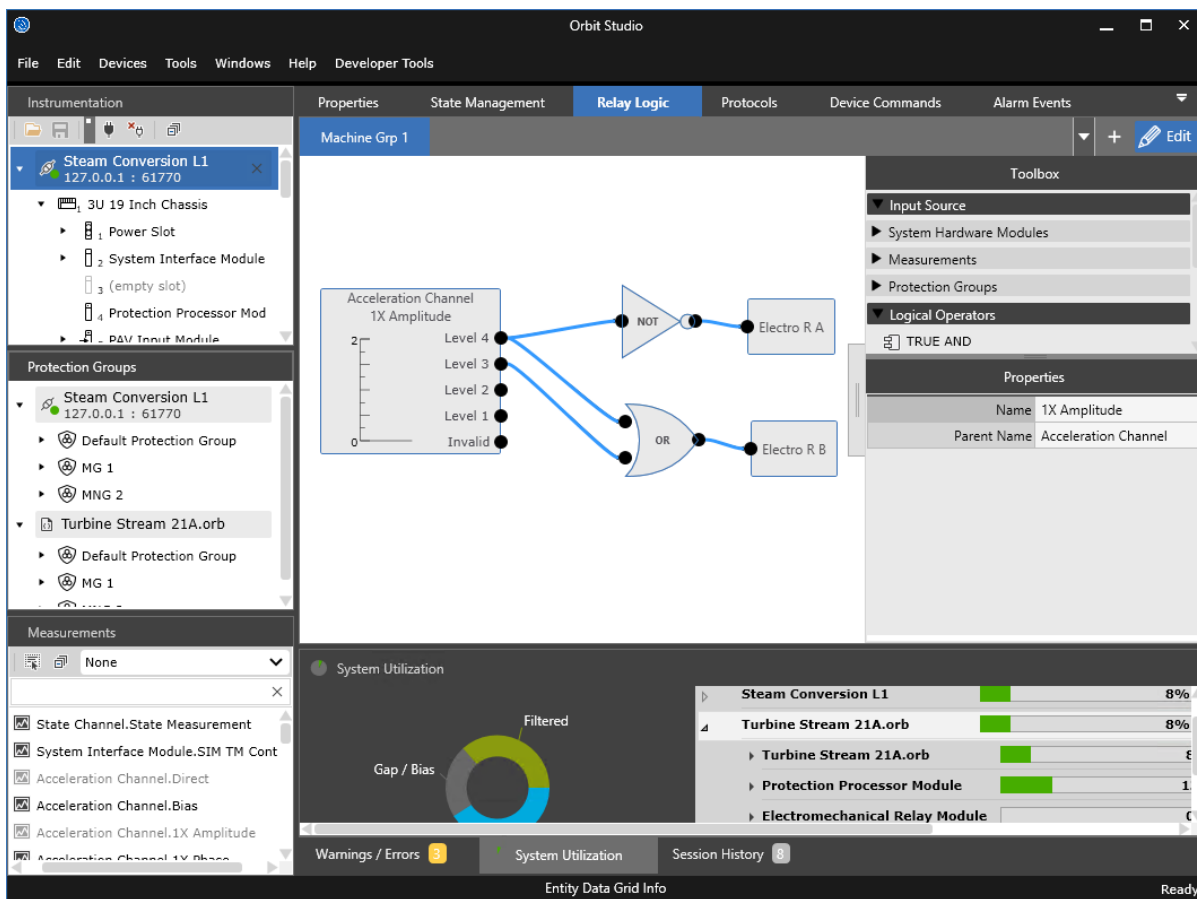 Orbit Studio
File Edit Devices Tools Windows Help Developer Tools
Instrumentation
Steam Conversion L1
127.0.0.1 : 61770
1 3U 19 Inch Chassis
1 Power Slot
2 System Interface Module
3 (empty slot)
4 Protection Processor Mod
PAV Input Module
Protection Groups
Steam Conversion L1
127.0.0.1 : 61770
Default Protection Group
MG 1
MNG 2
Turbine Stream 21A.orb
Default Protection Group
MG 1
Measurements
None
State Channel.State Measurement
System Interface Module.SIM TM Cont
Acceleration Channel.Direct
Acceleration Channel.Bias
Acceleration Channel.1X Amplitude
Acceleration Channel.1X Phase
Properties State Management Relay Logic Protocols Device Commands Alarm Events
Machine Grp 1
Edit
Acceleration Channel
1X Amplitude
2
0
Level 4
Level 3
Level 2
Level 1
Invalid
NOT
Electro R A
OR
Electro R B
Toolbox
Input Source
System Hardware Modules
Measurements
Protection Groups
Logical Operators
TRUE AND
Properties
Name 1X Amplitude
Parent Name Acceleration Channel
System Utilization
Filtered
Gap / Bias
Steam Conversion L1 8%
Turbine Stream 21A.orb 8%
Turbine Stream 21A.orb 8
Protection Processor Module
Electromechanical Relay Module
Warnings / Errors 3 System Utilization Session History 8
Entity Data Grid Info
Ready